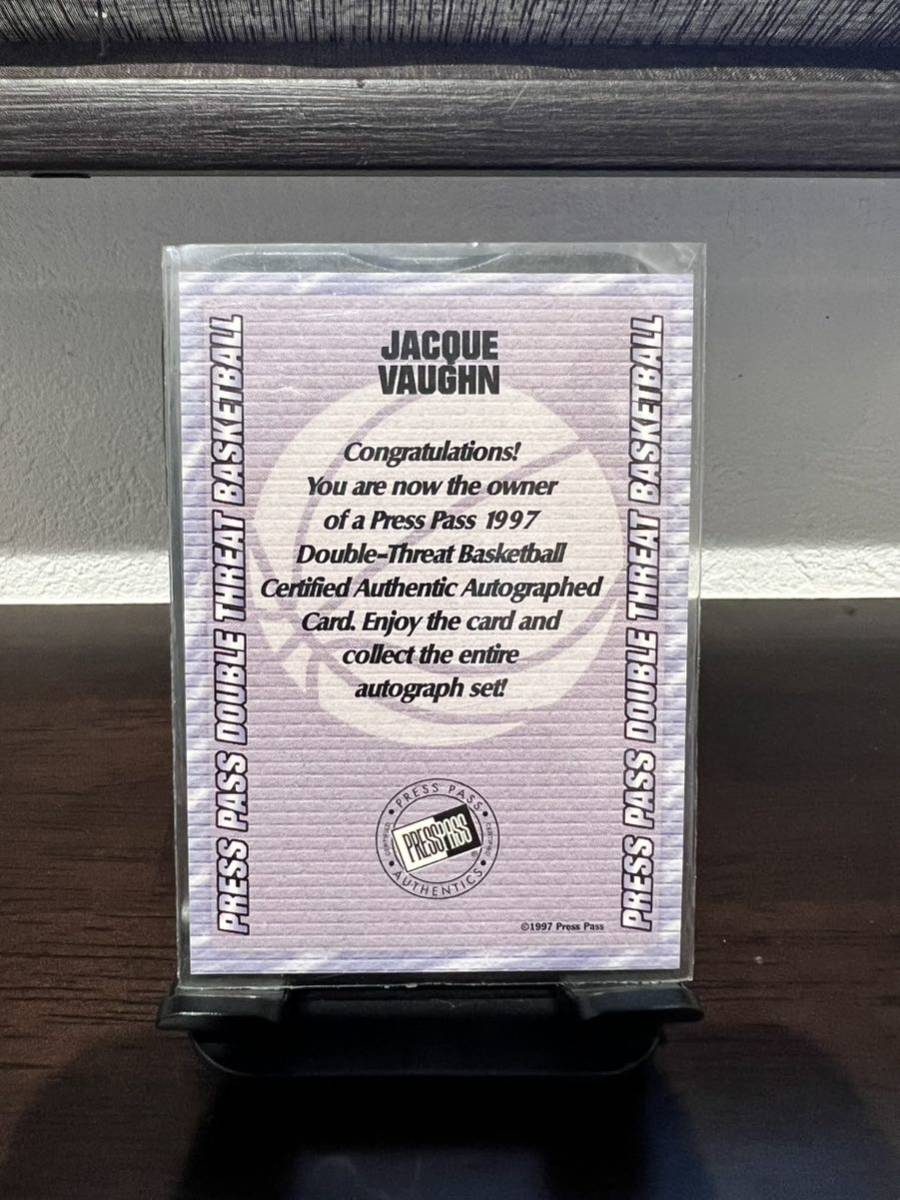 JACQUE
VAUGHN
Congratulations!
You are now the owner
of a Press Pass 1997
Double-Threat Basketball
Certified Authentic Autographed
Card. Enjoy the card and
collect the entire
autograph set!
PRESS PASS DOUBLE THREAT BASKETBALL
PRESS PASS DOUBLE THREAT BASKETBALL
• PRESS PASS •
CERTIFIED
PRESS PASS
CERTIFIED
• AUTHENTICS •
©1997 Press Pass